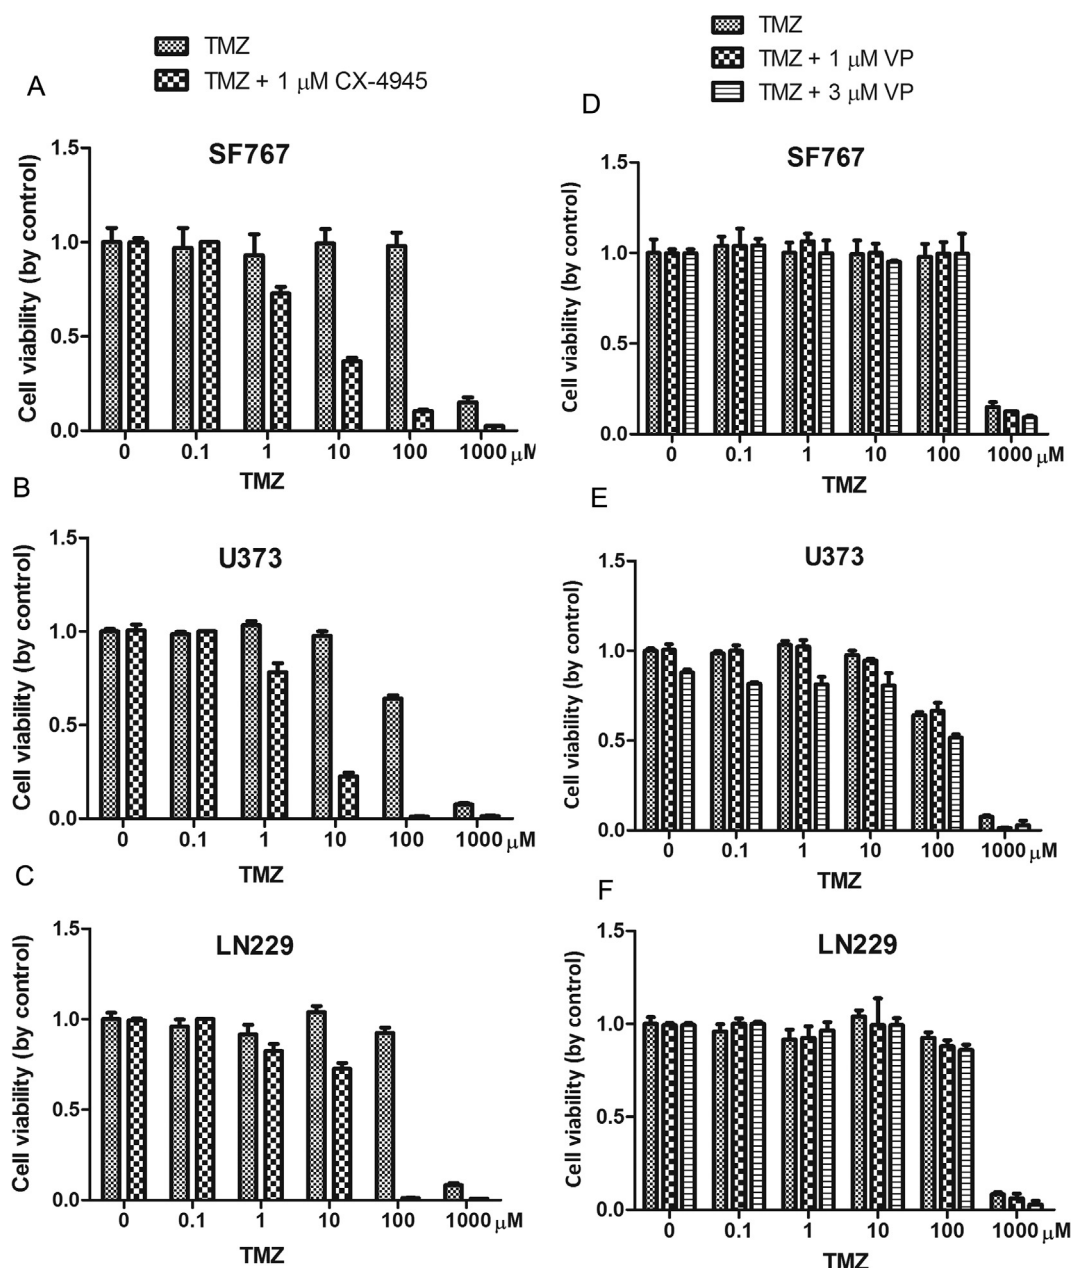 A
TMZ
TMZ + 1 μM CX-4945
SF767
Cell viability (by control)
1.5
1.0
0.5
0.0
0 0.1 1 10 100 1000 μM
TMZ
B
U373
Cell viability (by control)
1.5
1.0
0.5
0.0
0 0.1 1 10 100 1000 μM
TMZ
C
LN229
Cell viability (by control)
1.5
1.0
0.5
0.0
0 0.1 1 10 100 1000 μM
TMZ
D
TMZ
TMZ + 1 μM VP
TMZ + 3 μM VP
SF767
Cell viability (by control)
1.5
1.0
0.5
0.0
0 0.1 1 10 100 1000 μM
TMZ
E
U373
Cell viability (by control)
1.5
1.0
0.5
0.0
0 0.1 1 10 100 1000 μM
TMZ
F
LN229
Cell viability (by control)
1.5
1.0
0.5
0.0
0 0.1 1 10 100 1000 μM
TMZ